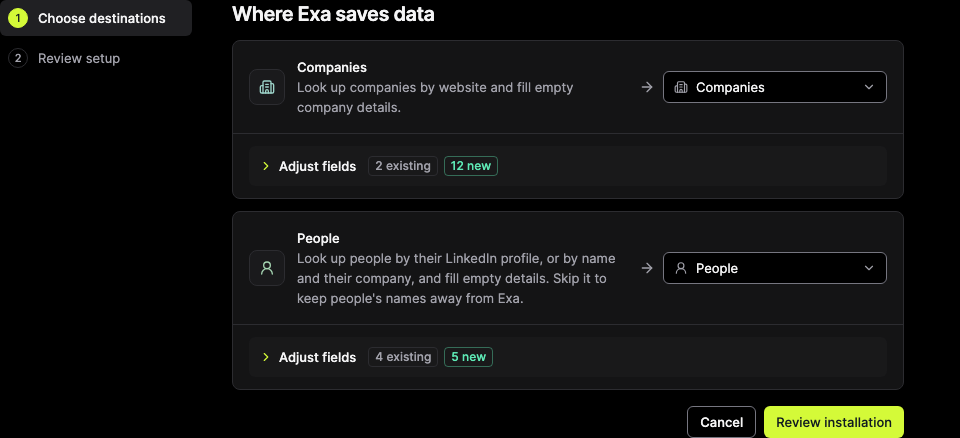 1 Choose destinations
2 Review setup
Where Exa saves data
Companies
Look up companies by website and fill empty
company details.
Companies
Adjust fields 2 existing 12 new
People
Look up people by their LinkedIn profile, or by name
and their company, and fill empty details. Skip it to
keep people's names away from Exa.
People
Adjust fields 4 existing 5 new
Cancel Review installation